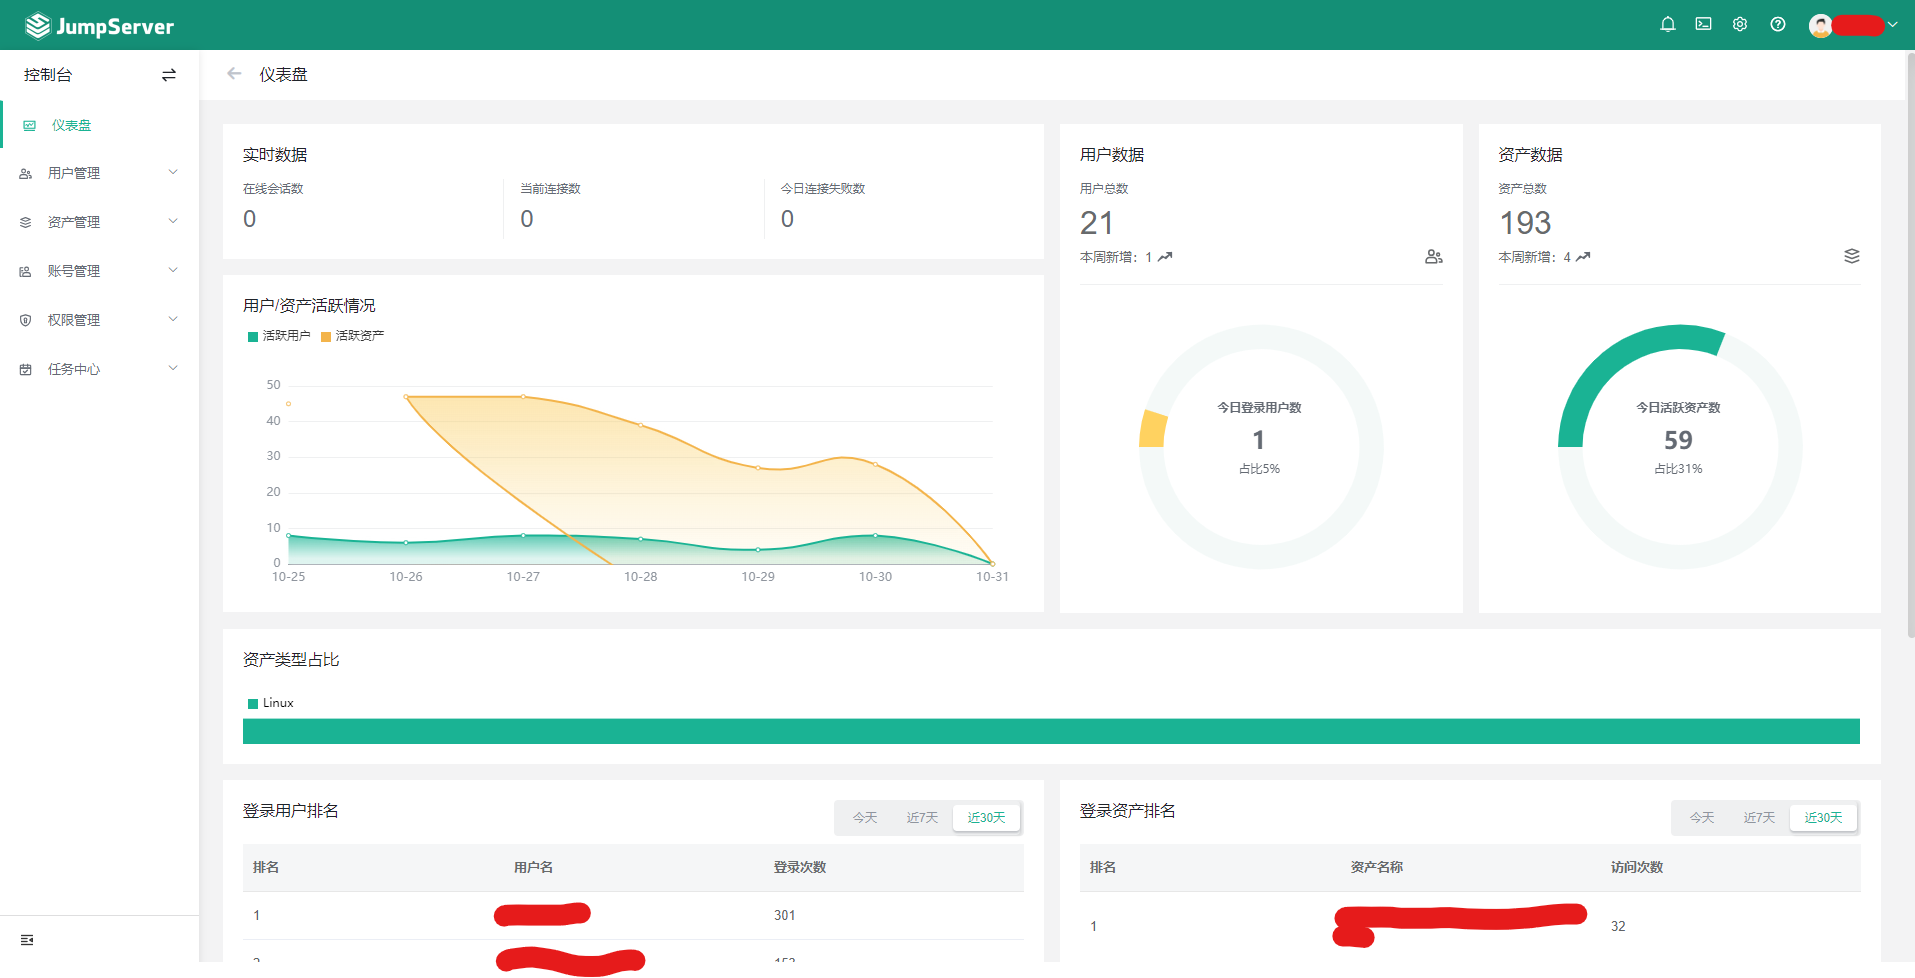 JumpServer
控制台
仪表盘
用户管理
资产管理
账号管理
权限管理
任务中心
仪表盘
实时数据
在线会话数
0
当前连接数
0
今日连接失败数
0
用户数据
用户总数
21
本周新增：1
今日登录用户数
1
占比5%
资产数据
资产总数
193
本周新增：4
今日活跃资产数
59
占比31%
用户/资产活跃情况
活跃用户 活跃资产
50
40
30
20
10
0
10-25 10-26 10-27 10-28 10-29 10-30 10-31
资产类型占比
Linux
登录用户排名
今天 近7天 近30天
排名 用户名 登录次数
1 301
登录资产排名
今天 近7天 近30天
排名 资产名称 访问次数
1 32